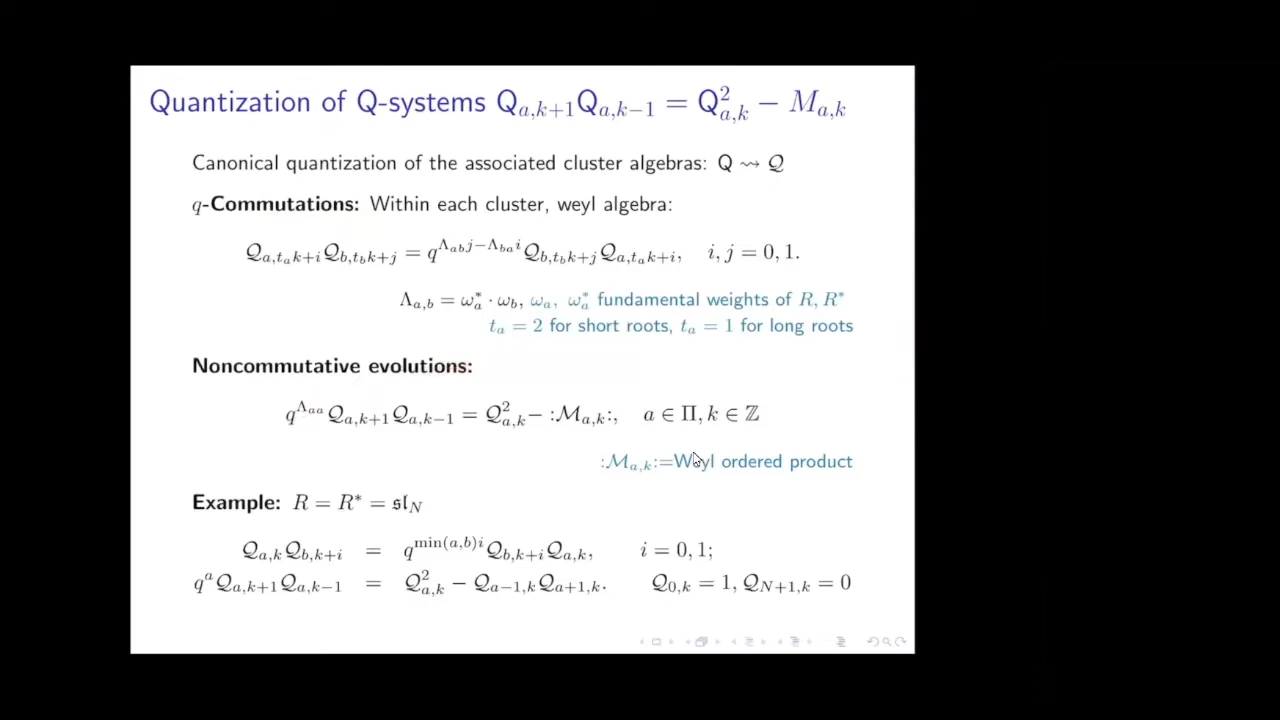 Quantization of Q-systems Q_{a,k+1}Q_{a,k−1} = Q²_{a,k} − M_{a,k}
Canonical quantization of the associated cluster algebras: Q ⇝ 𝒬
q-Commutations: Within each cluster, weyl algebra:
𝒬_{a,t_a k+i}𝒬_{b,t_b k+j} = q^{Λ_{ab}j−Λ_{ba}i}𝒬_{b,t_b k+j}𝒬_{a,t_a k+i}, i, j = 0, 1.
Λ_{a,b} = ω*_a · ω_b, ω_a, ω*_a fundamental weights of R, R*
t_a = 2 for short roots, t_a = 1 for long roots
Noncommutative evolutions:
q^{Λ_{aa}}𝒬_{a,k+1}𝒬_{a,k−1} = 𝒬²_{a,k} − :ℳ_{a,k}:, a ∈ Π, k ∈ ℤ
:ℳ_{a,k}:=Weyl ordered product
Example: R = R* = 𝔰𝔩_N
𝒬_{a,k}𝒬_{b,k+i} = q^{min(a,b)i}𝒬_{b,k+i}𝒬_{a,k}, i = 0, 1;
q^a𝒬_{a,k+1}𝒬_{a,k−1} = 𝒬²_{a,k} − 𝒬_{a−1,k}𝒬_{a+1,k}. 𝒬_{0,k} = 1, 𝒬_{N+1,k} = 0